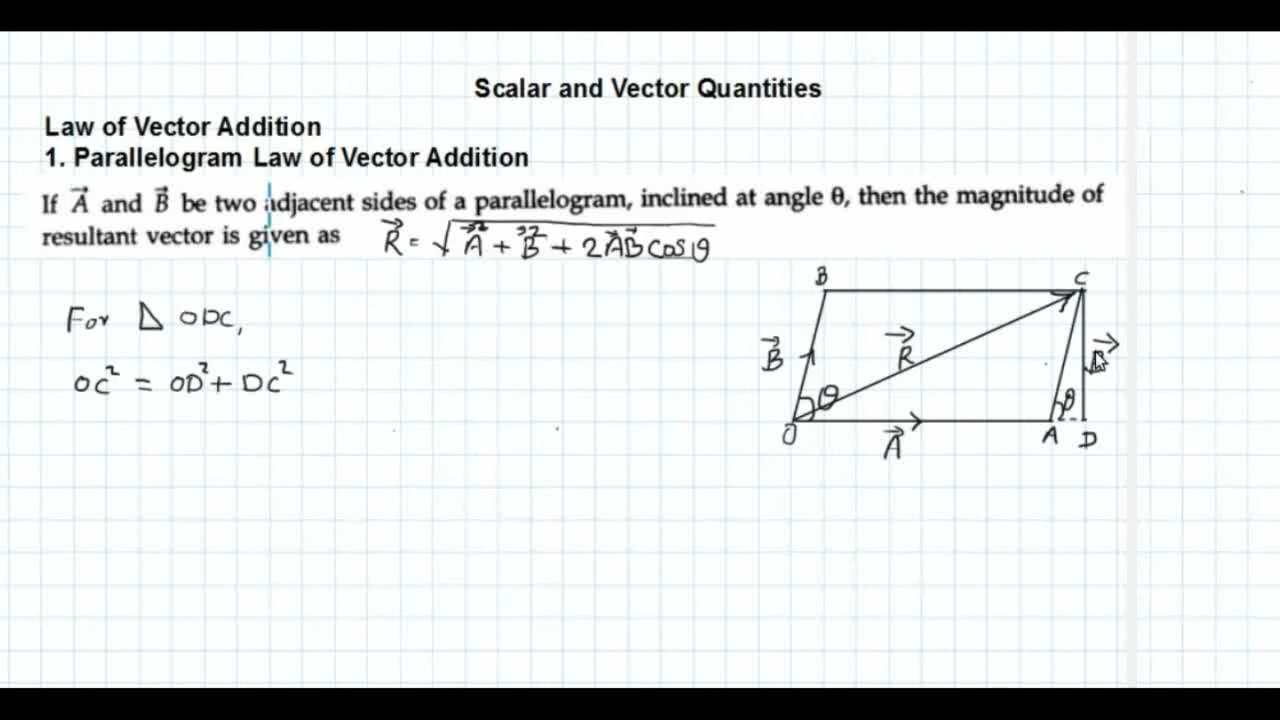 Scalar and Vector Quantities
Law of Vector Addition
1. Parallelogram Law of Vector Addition
If A⃗ and B⃗ be two adjacent sides of a parallelogram, inclined at angle θ, then the magnitude of
resultant vector is given as R⃗ = √(A⃗² + B⃗² + 2A⃗B⃗ cos θ)
For Δ ODC,
OC² = OD² + DC²
B C
B⃗ R⃗
θ θ
O A⃗ A D